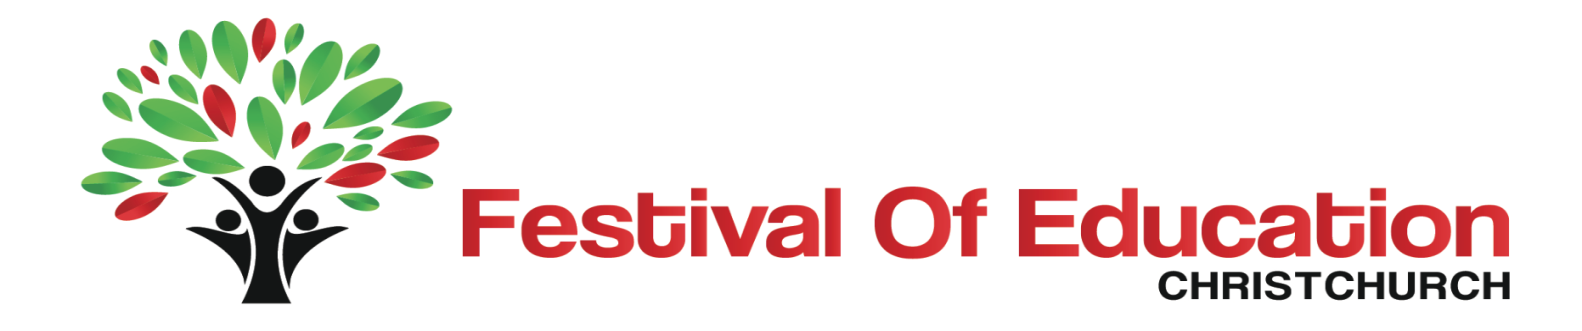 Festival Of Education
CHRISTCHURCH